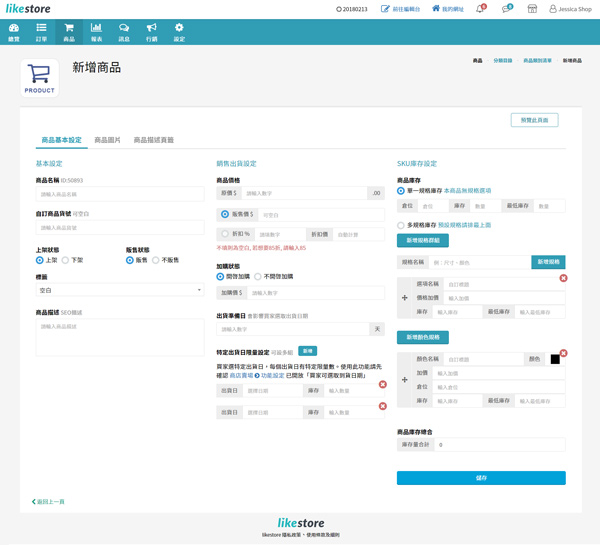 likestore
20180213 前往編輯台 我的網址 Jessica Shop
總覽 訂單 商品 報表 訊息 行銷 設定
PRODUCT
新增商品
商品 分類目錄 商品類別清單 新增商品
預覽此頁面
商品基本設定 商品圖片 商品描述頁籤
基本設定
商品名稱 ID:50893
請輸入商品名稱
自訂商品貨號 可空白
請輸入商品貨號
上架狀態 販售狀態
上架 下架 販售 不販售
標籤
空白
商品描述 SEO描述
請輸入商品描述
銷售出貨設定
商品價格
原價 $ 請輸入數字 .00
販售價 $ 可空白
折扣 % 請填數字 折扣價 自動計算
不填則為空白, 若想要85折, 請輸入85
加購狀態
開啓加購 不開啓加購
加購價 $ 請輸入數字
出貨準備日 會影響買家選取出貨日期
請輸入數字 天
特定出貨日限量設定 可最多組 新增
買家選特定出貨日，每個出貨日有特定限量數。使用此功能請先
確認 商店賣場 功能設定 已開放「買家可選取到貨日期」
出貨日 選擇日期 庫存 輸入數量
出貨日 選擇日期 庫存 輸入數量
SKU庫存設定
商品庫存
單一規格庫存 本商品無規格選項
倉位 倉位 庫存 數量 最低庫存 數量
多規格庫存 預設規格請排最上面
新增規格群組
規格名稱 例：尺寸、顏色 新增規格
選項名稱 自訂標題
價格加價 輸入加價
庫存 輸入庫存 最低庫存 輸入最低庫存
新增顏色規格
顏色名稱 自訂標題 顏色
加價 輸入加價
倉位 輸入倉位
庫存 輸入庫存 最低庫存 輸入最低庫存
商品庫存總合
庫存量合計 0
儲存
返回上一頁
likestore
likestore 隱私政策、使用條款及細則